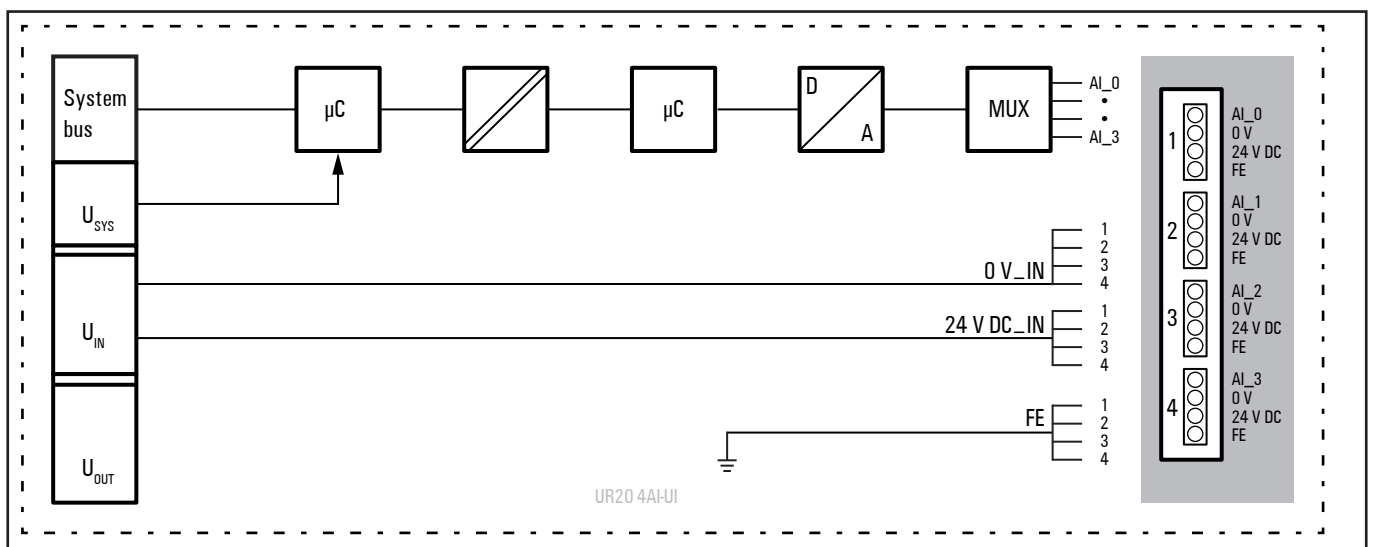 System
bus
U_SYS
U_IN
U_OUT
µC
µC
D
A
MUX
AI_0
•
•
AI_3
0 V_IN
1
2
3
4
24 V DC_IN
1
2
3
4
FE
1
2
3
4
UR20 4AI-UI
1
AI_0
0 V
24 V DC
FE
2
AI_1
0 V
24 V DC
FE
3
AI_2
0 V
24 V DC
FE
4
AI_3
0 V
24 V DC
FE